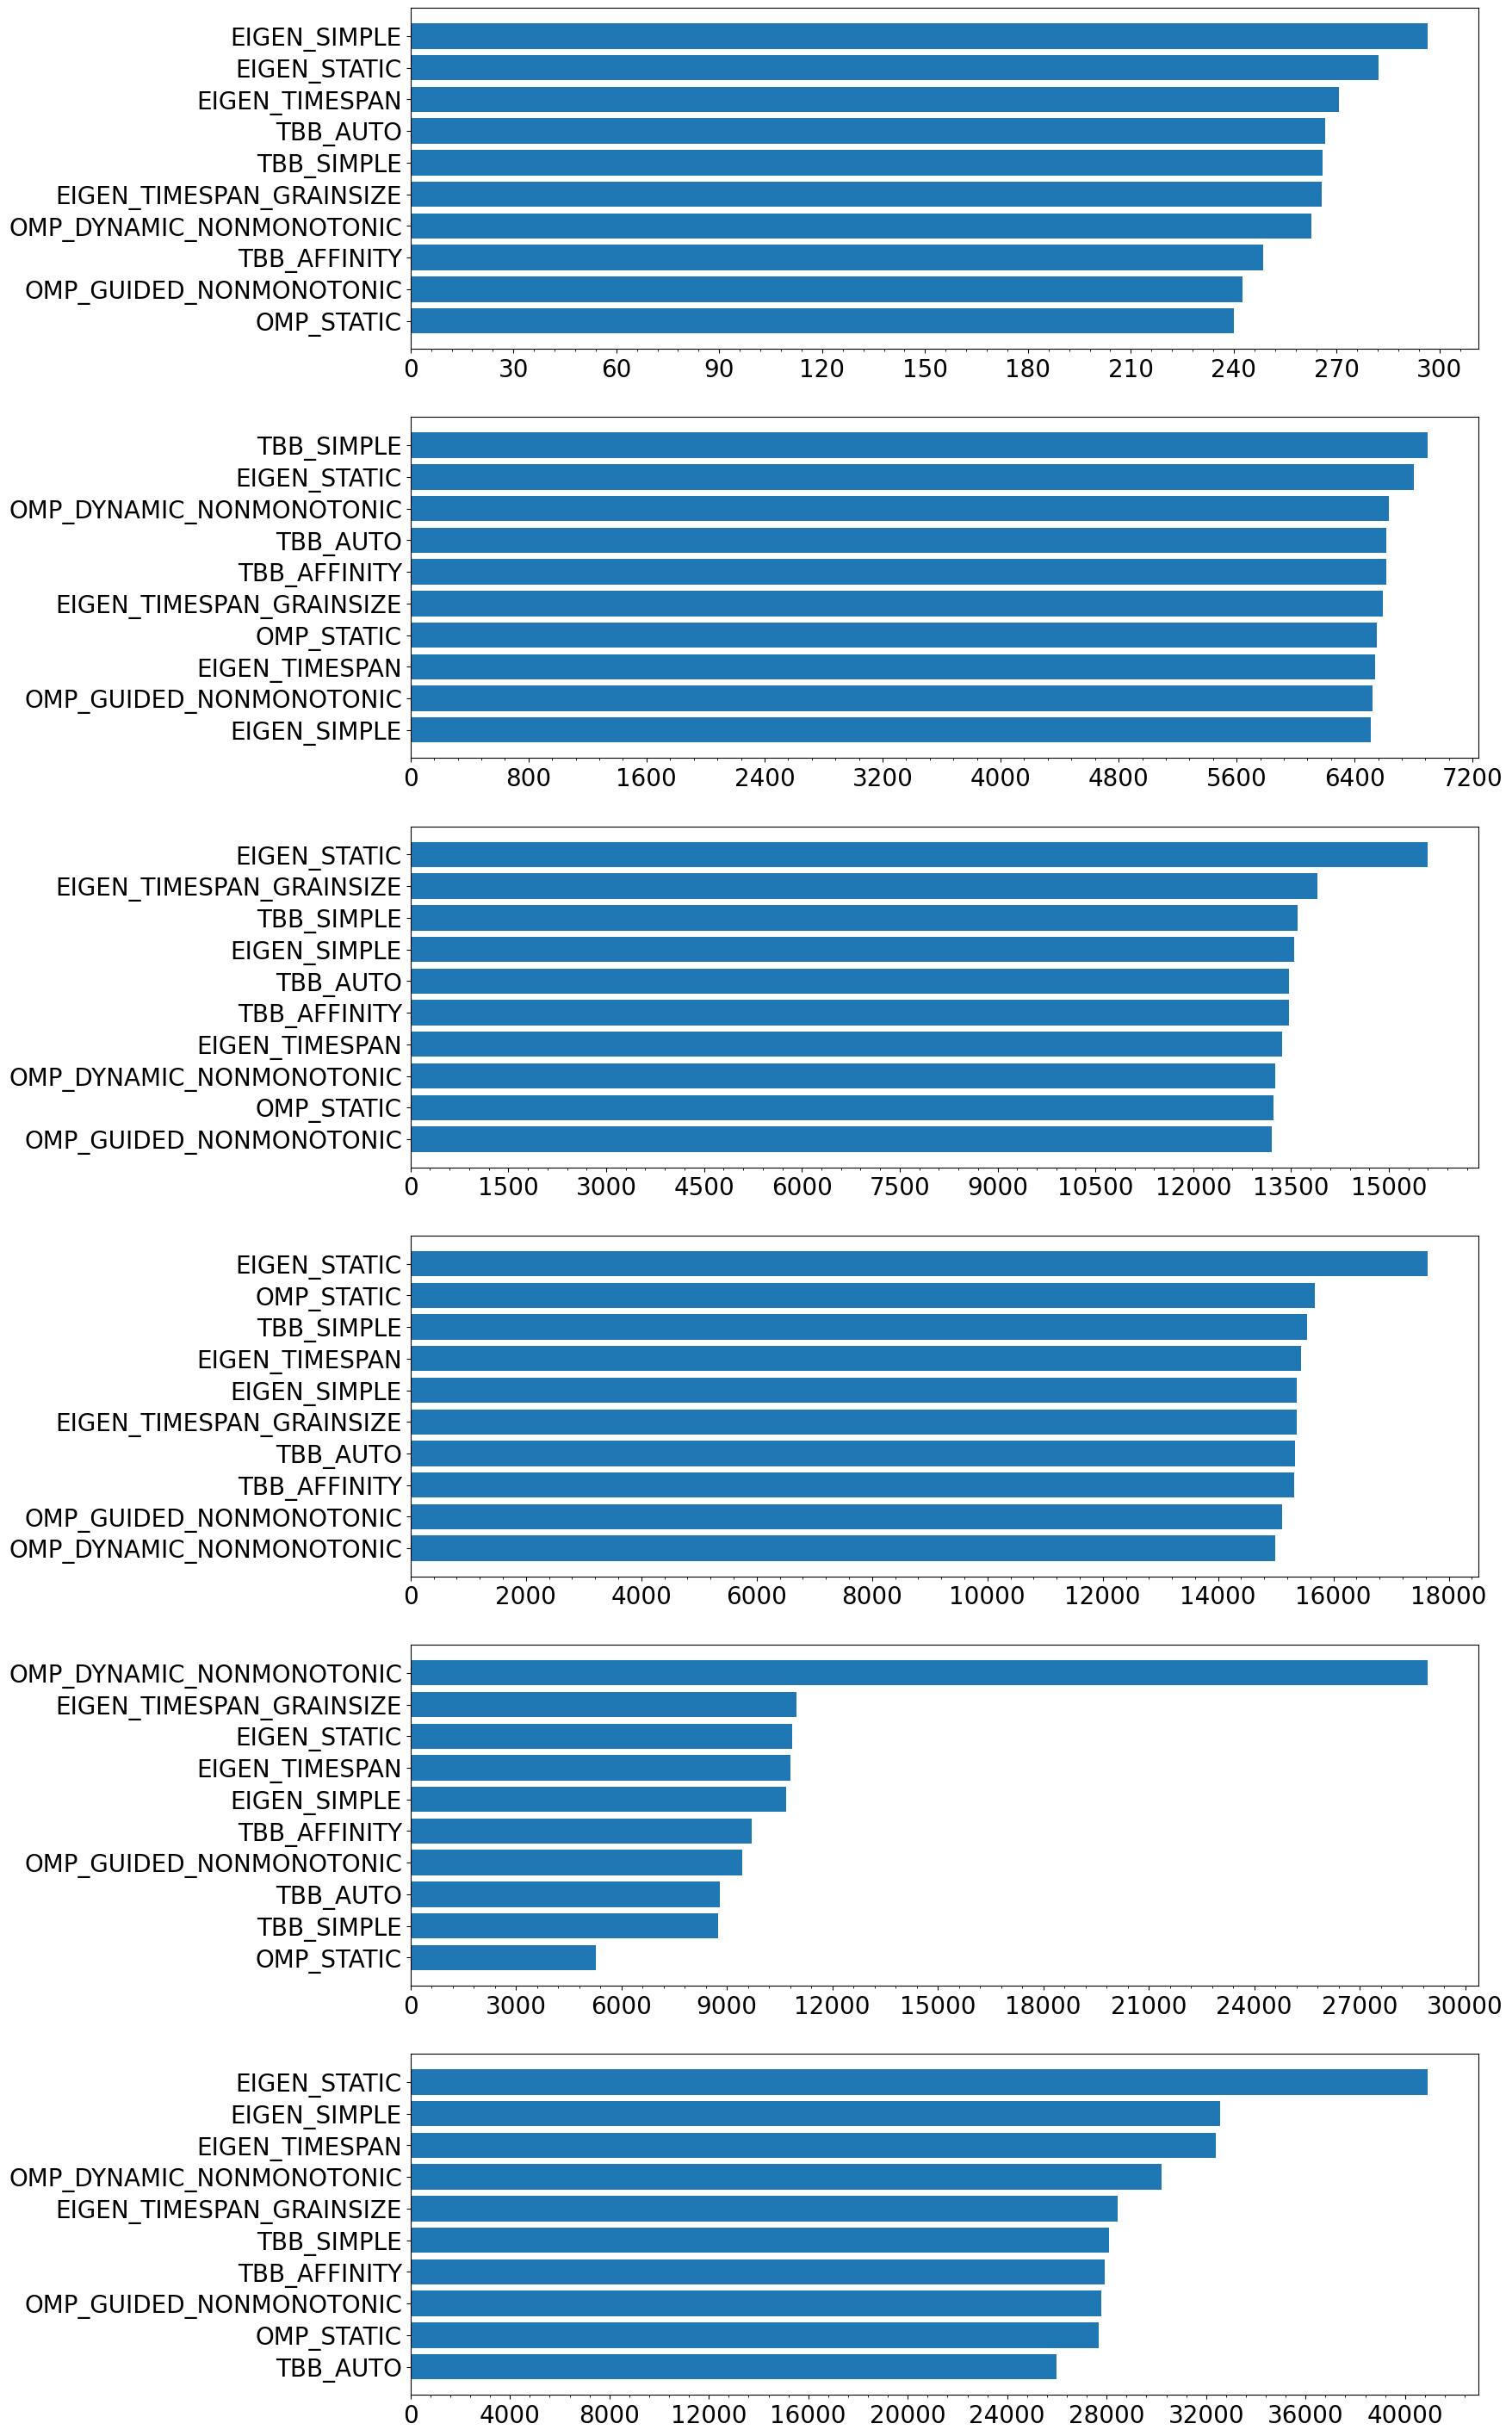 EIGEN_SIMPLE
EIGEN_STATIC
EIGEN_TIMESPAN
TBB_AUTO
TBB_SIMPLE
EIGEN_TIMESPAN_GRAINSIZE
OMP_DYNAMIC_NONMONOTONIC
TBB_AFFINITY
OMP_GUIDED_NONMONOTONIC
OMP_STATIC
0 30 60 90 120 150 180 210 240 270 300
TBB_SIMPLE
EIGEN_STATIC
OMP_DYNAMIC_NONMONOTONIC
TBB_AUTO
TBB_AFFINITY
EIGEN_TIMESPAN_GRAINSIZE
OMP_STATIC
EIGEN_TIMESPAN
OMP_GUIDED_NONMONOTONIC
EIGEN_SIMPLE
0 800 1600 2400 3200 4000 4800 5600 6400 7200
EIGEN_STATIC
EIGEN_TIMESPAN_GRAINSIZE
TBB_SIMPLE
EIGEN_SIMPLE
TBB_AUTO
TBB_AFFINITY
EIGEN_TIMESPAN
OMP_DYNAMIC_NONMONOTONIC
OMP_STATIC
OMP_GUIDED_NONMONOTONIC
0 1500 3000 4500 6000 7500 9000 10500 12000 13500 15000
EIGEN_STATIC
OMP_STATIC
TBB_SIMPLE
EIGEN_TIMESPAN
EIGEN_SIMPLE
EIGEN_TIMESPAN_GRAINSIZE
TBB_AUTO
TBB_AFFINITY
OMP_GUIDED_NONMONOTONIC
OMP_DYNAMIC_NONMONOTONIC
0 2000 4000 6000 8000 10000 12000 14000 16000 18000
OMP_DYNAMIC_NONMONOTONIC
EIGEN_TIMESPAN_GRAINSIZE
EIGEN_STATIC
EIGEN_TIMESPAN
EIGEN_SIMPLE
TBB_AFFINITY
OMP_GUIDED_NONMONOTONIC
TBB_AUTO
TBB_SIMPLE
OMP_STATIC
0 3000 6000 9000 12000 15000 18000 21000 24000 27000 30000
EIGEN_STATIC
EIGEN_SIMPLE
EIGEN_TIMESPAN
OMP_DYNAMIC_NONMONOTONIC
EIGEN_TIMESPAN_GRAINSIZE
TBB_SIMPLE
TBB_AFFINITY
OMP_GUIDED_NONMONOTONIC
OMP_STATIC
TBB_AUTO
0 4000 8000 12000 16000 20000 24000 28000 32000 36000 40000